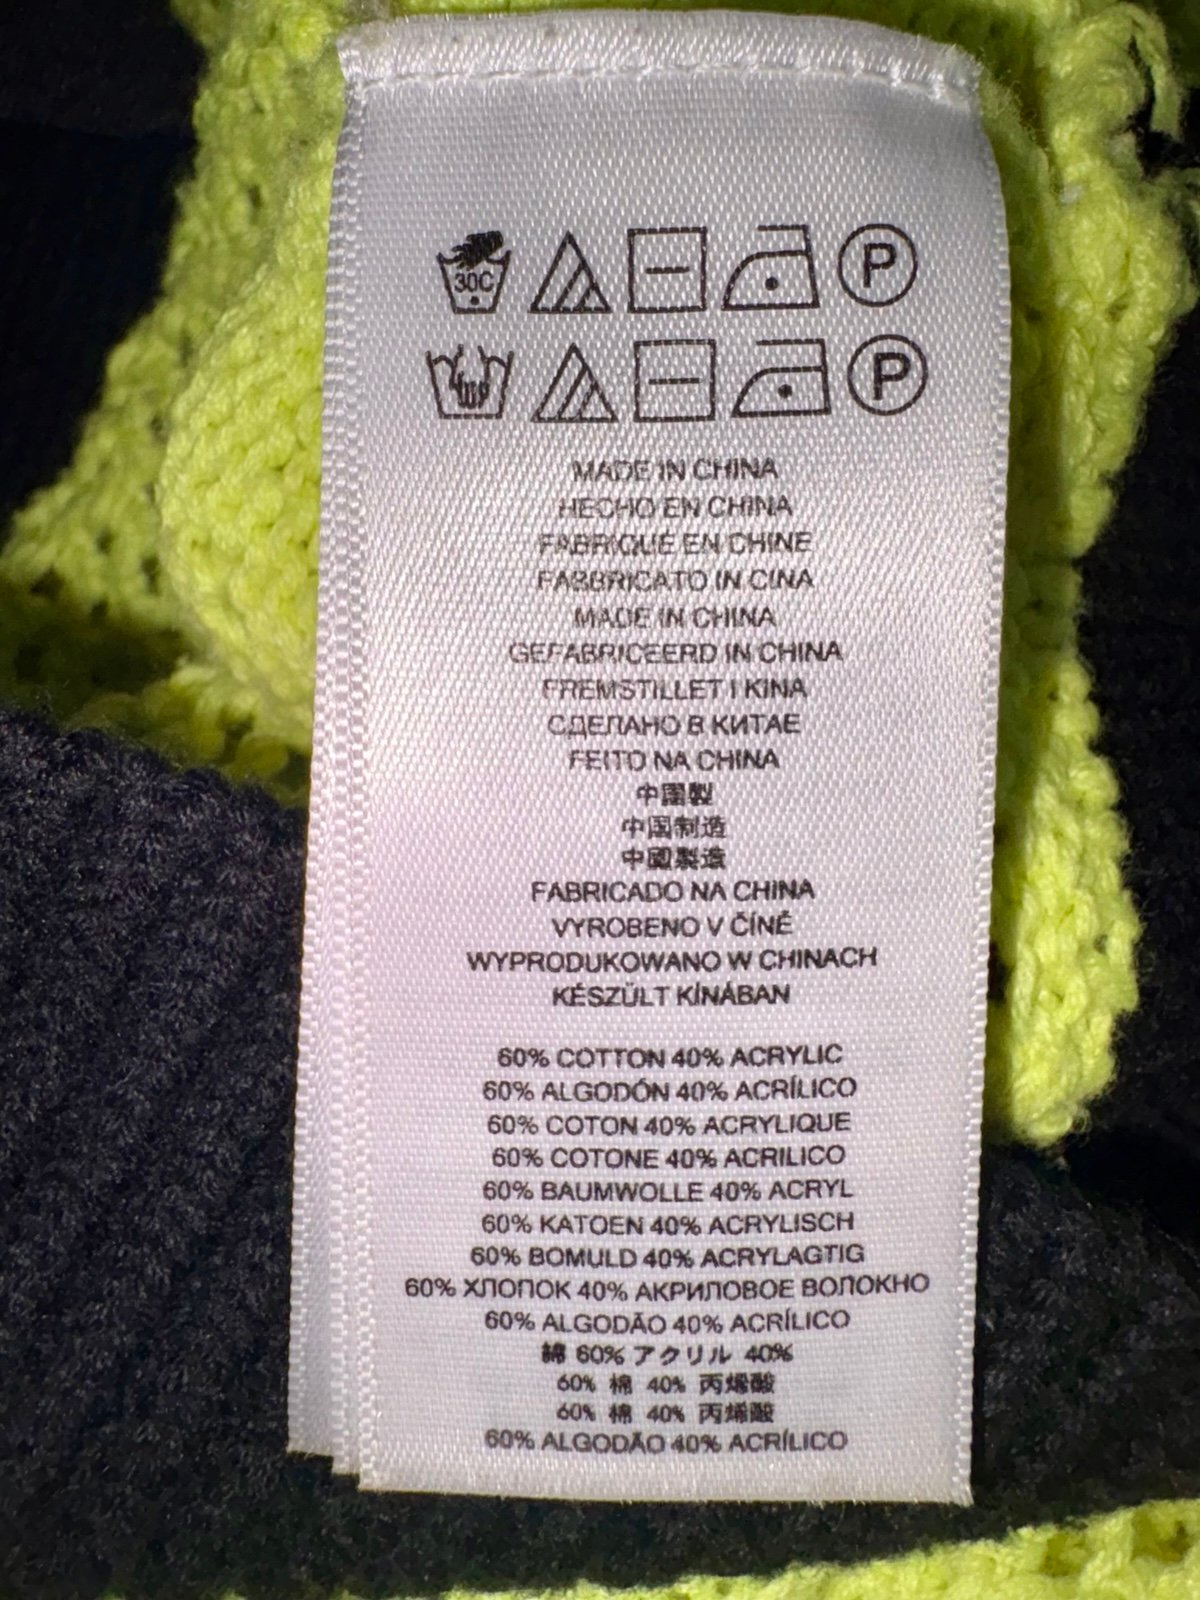 30C P
P
MADE IN CHINA
HECHO EN CHINA
FABRIQUÉ EN CHINE
FABBRICATO IN CINA
MADE IN CHINA
GEFABRICEERD IN CHINA
FREMSTILLET I KINA
СДЕЛАНО В КИТАЕ
FEITO NA CHINA
中国製
中国制造
中國製造
FABRICADO NA CHINA
VYROBENO V ČÍNĚ
WYPRODUKOWANO W CHINACH
KÉSZÜLT KÍNÁBAN
60% COTTON 40% ACRYLIC
60% ALGODÓN 40% ACRÍLICO
60% COTON 40% ACRYLIQUE
60% COTONE 40% ACRILICO
60% BAUMWOLLE 40% ACRYL
60% KATOEN 40% ACRYLISCH
60% BOMULD 40% ACRYLAGTIG
60% ХЛОПОК 40% АКРИЛОВОЕ ВОЛОКНО
60% ALGODÃO 40% ACRÍLICO
綿 60% アクリル 40%
60% 棉 40% 丙烯酸
60% 棉 40% 丙烯酸
60% ALGODÃO 40% ACRÍLICO